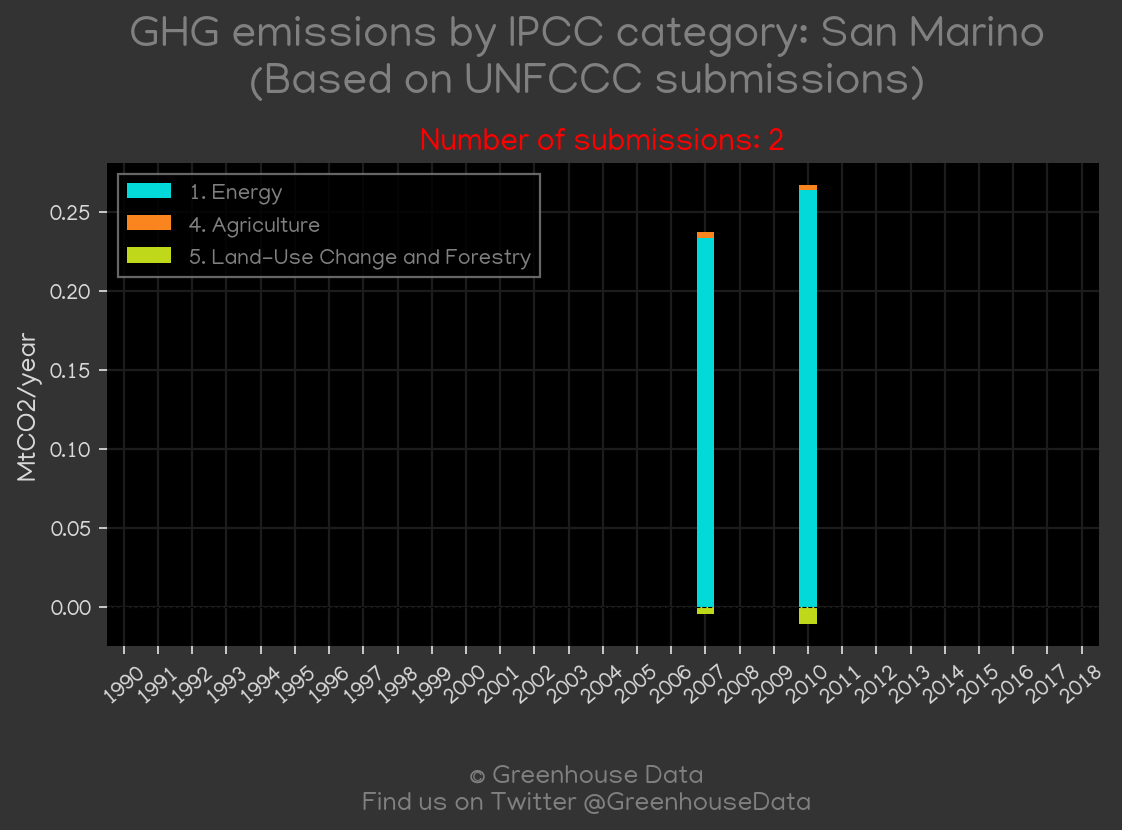 GHG emissions by IPCC category: San Marino
(Based on UNFCCC submissions)
Number of submissions: 2
1. Energy
4. Agriculture
5. Land-Use Change and Forestry
MtCO2/year
0.25
0.20
0.15
0.10
0.05
0.00
1990 1991 1992 1993 1994 1995 1996 1997 1998 1999 2000 2001 2002 2003 2004 2005 2006 2007 2008 2009 2010 2011 2012 2013 2014 2015 2016 2017 2018
© Greenhouse Data
Find us on Twitter @GreenhouseData